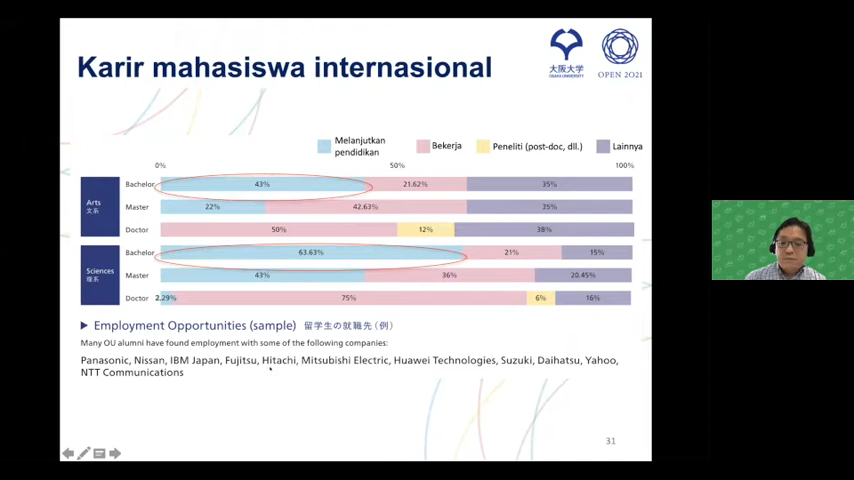 Karir mahasiswa internasional
大阪大学
OSAKA UNIVERSITY
OPEN 2021
Melanjutkan pendidikan
Bekerja
Peneliti (post-doc, dll.)
Lainnya
0%
50%
100%
Arts
文系
Bachelor 43% 21.62% 35%
Master 22% 42.63% 35%
Doctor 50% 12% 38%
Sciences
理系
Bachelor 63.63% 21% 15%
Master 43% 36% 20.45%
Doctor 2.29% 75% 6% 16%
Employment Opportunities (sample) 留学生の就職先(例)
Many OU alumni have found employment with some of the following companies:
Panasonic, Nissan, IBM Japan, Fujitsu, Hitachi, Mitsubishi Electric, Huawei Technologies, Suzuki, Daihatsu, Yahoo,
NTT Communications
31